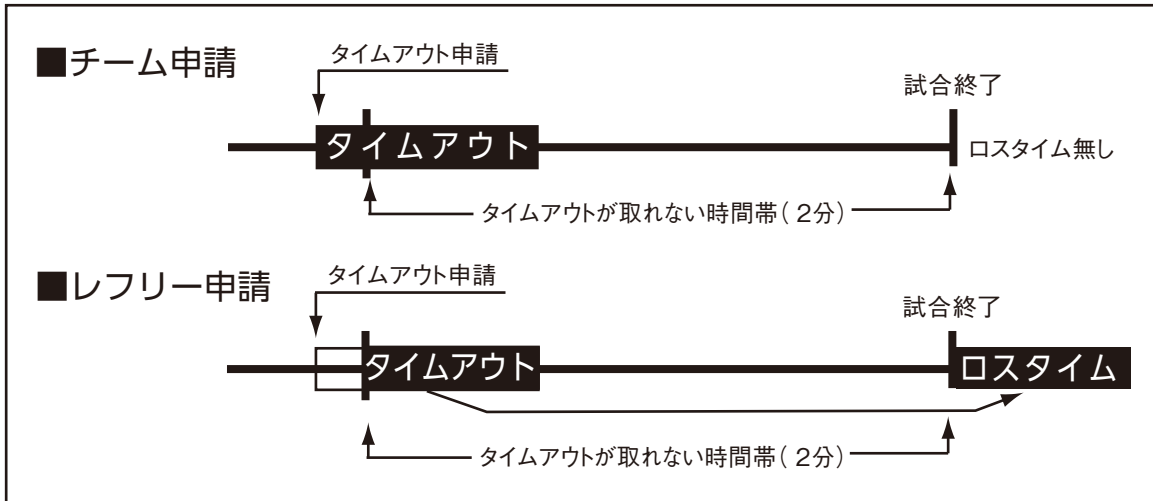 ■チーム申請
タイムアウト申請
試合終了
タイムアウト
ロスタイム無し
タイムアウトが取れない時間帯(2分)
■レフリー申請
タイムアウト申請
試合終了
タイムアウト
ロスタイム
タイムアウトが取れない時間帯(2分)